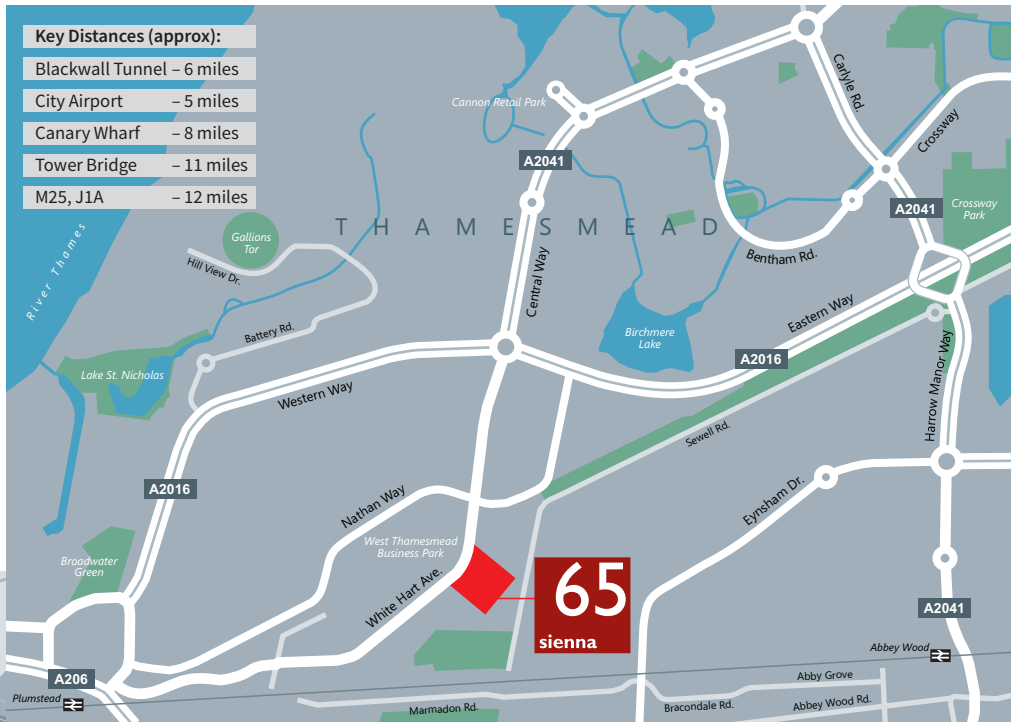 Key Distances (approx):
Blackwall Tunnel – 6 miles
City Airport – 5 miles
Canary Wharf – 8 miles
Tower Bridge – 11 miles
M25, J1A – 12 miles
Cannon Retail Park
Carlyle Rd.
Crossway
A2041
A2041
Crossway
Park
THAMESMEAD
Gallions
Tor
Hill View Dr.
River Thames
Central Way
Bentham Rd.
Eastern Way
Battery Rd.
Birchmere
Lake
A2016
Lake St. Nicholas
Western Way
Harrow Manor Way
Sewell Rd.
A2016
Nathan Way
Eynsham Dr.
West Thamesmead
Business Park
Broadwater
Green
White Hart Ave.
65
sienna
A2041
Abbey Wood
A206
Plumstead
Abby Grove
Marmadon Rd.
Bracondale Rd.
Abbey Wood Rd.